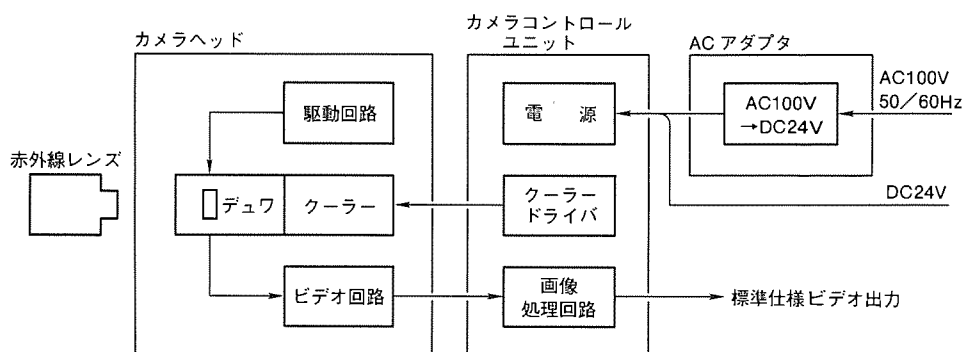 カメラヘッド
カメラコントロール
ユニット
ACアダプタ
駆動回路
電　源
AC100V
→DC24V
AC100V
50／60Hz
赤外線レンズ
デュワ
クーラー
クーラー
ドライバ
DC24V
ビデオ回路
画像
処理回路
標準仕様ビデオ出力